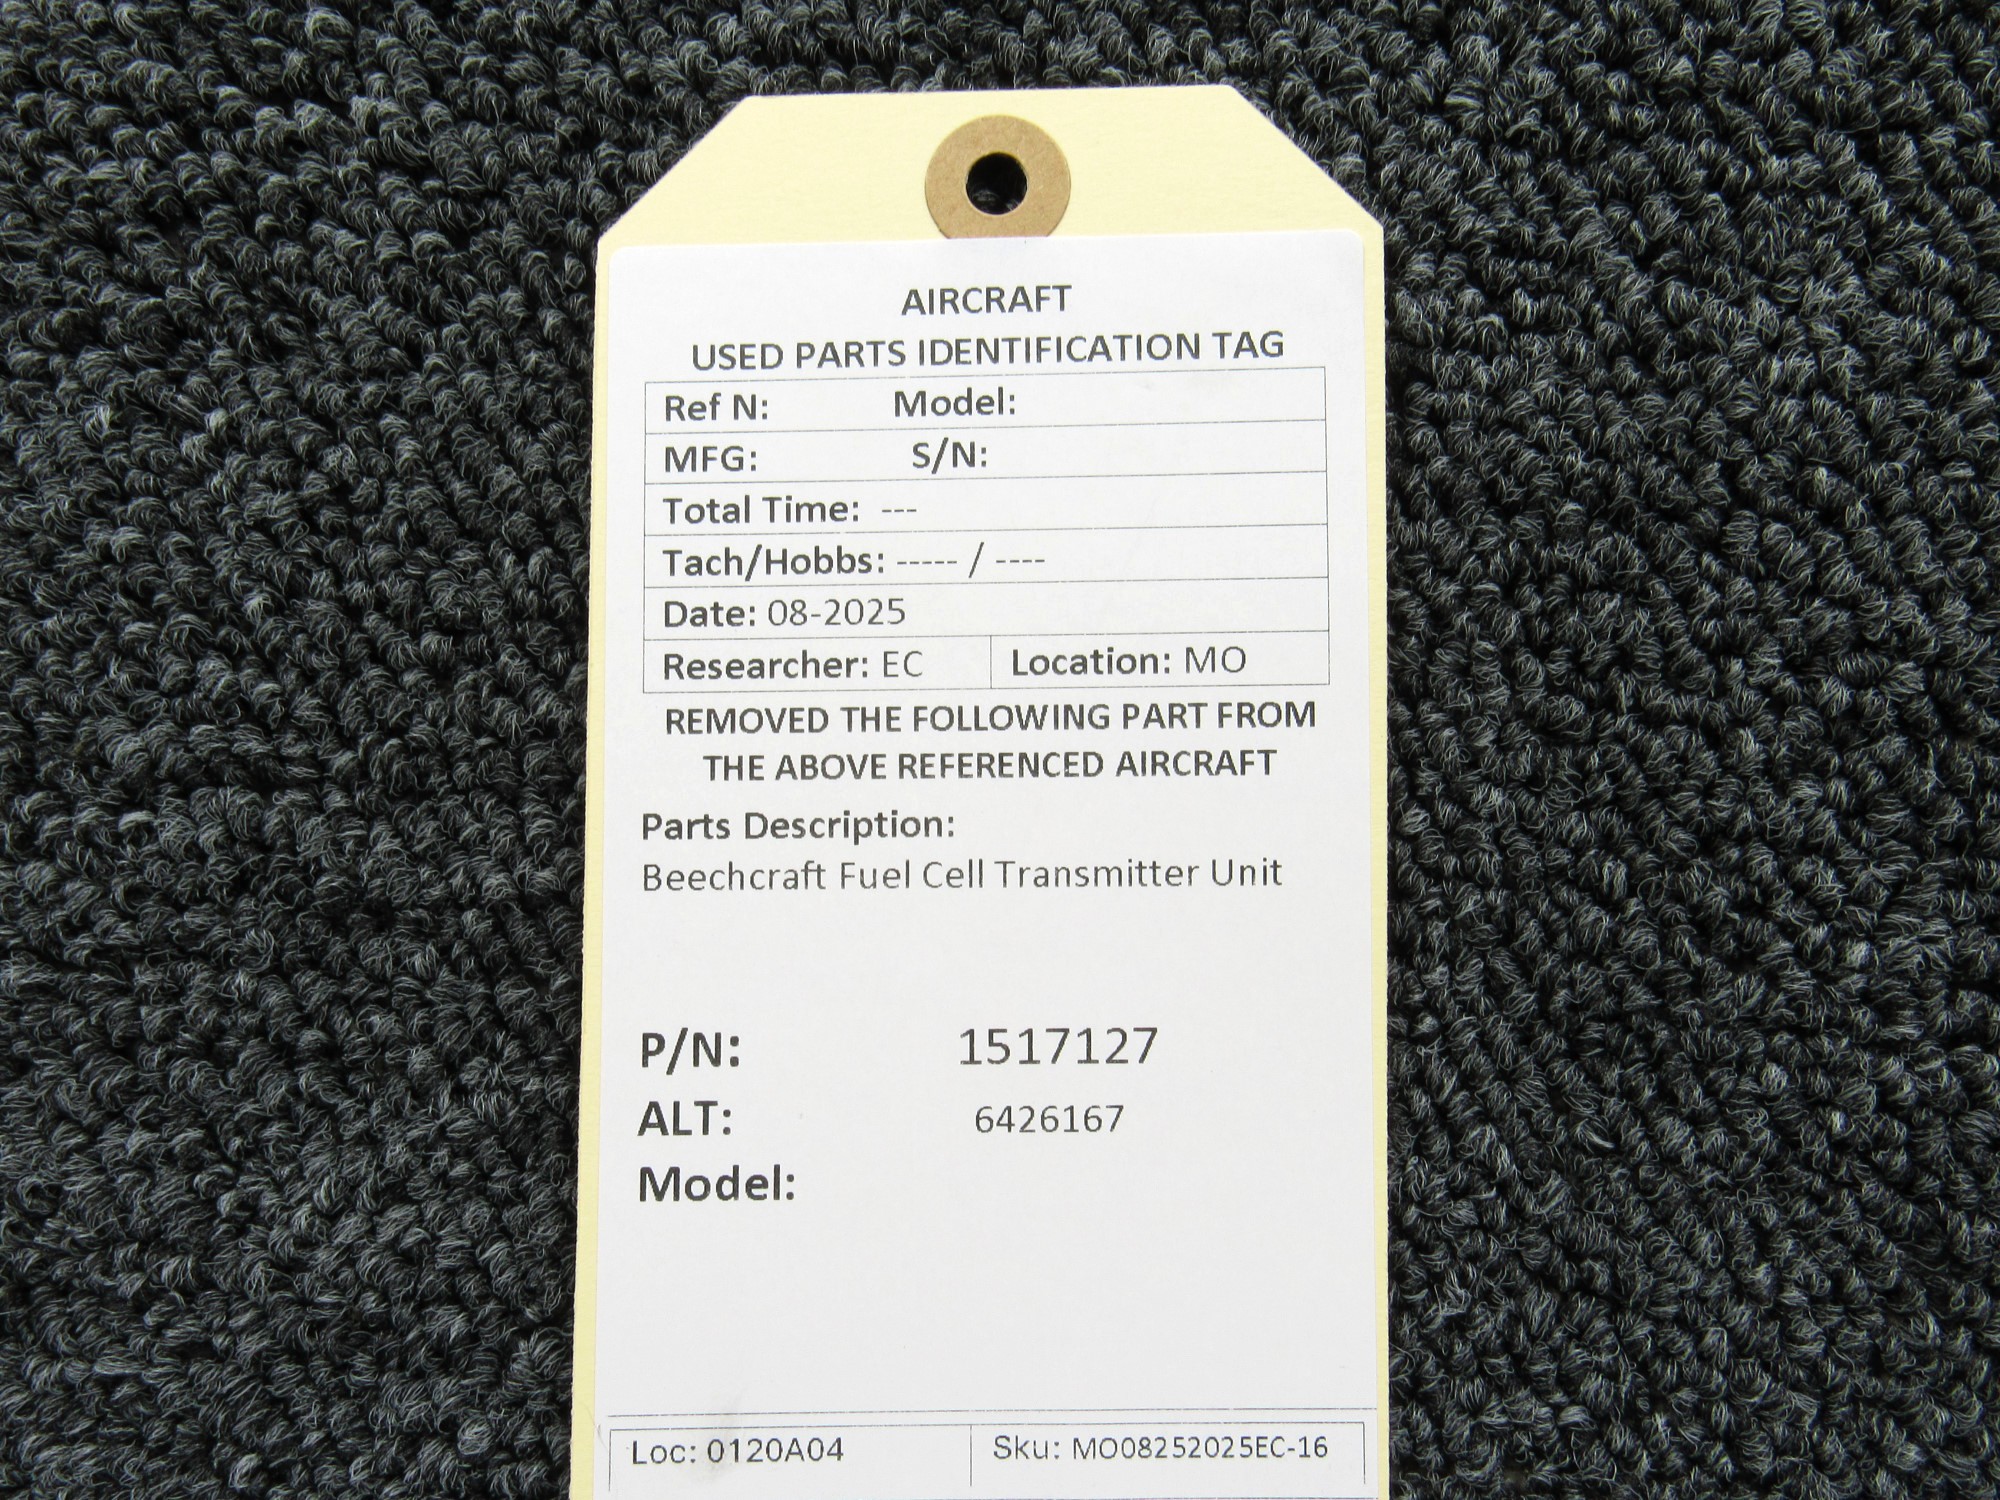 AIRCRAFT
USED PARTS IDENTIFICATION TAG
Ref N: Model:
MFG: S/N:
Total Time: ---
Tach/Hobbs: ----- / ----
Date: 08-2025
Researcher: EC Location: MO
REMOVED THE FOLLOWING PART FROM
THE ABOVE REFERENCED AIRCRAFT
Parts Description:
Beechcraft Fuel Cell Transmitter Unit
P/N: 1517127
ALT: 6426167
Model:
Loc: 0120A04 Sku: MO08252025EC-16